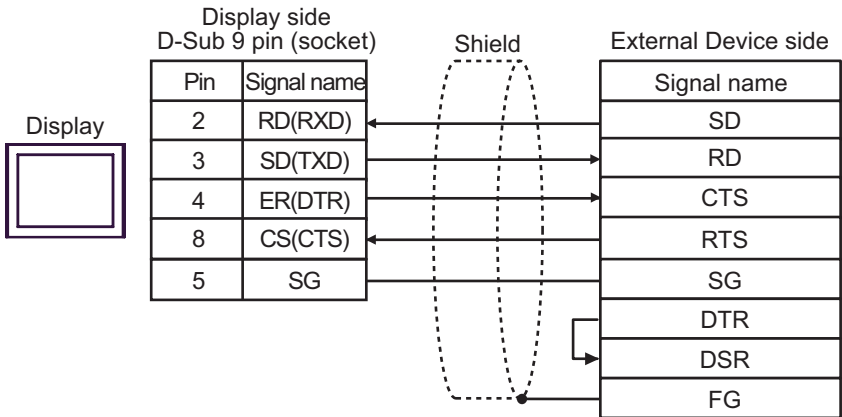 Display side
D-Sub 9 pin (socket)
Shield
External Device side
Display
Pin Signal name
Signal name
2 RD(RXD) SD
3 SD(TXD) RD
4 ER(DTR) CTS
8 CS(CTS) RTS
5 SG SG
DTR
DSR
FG